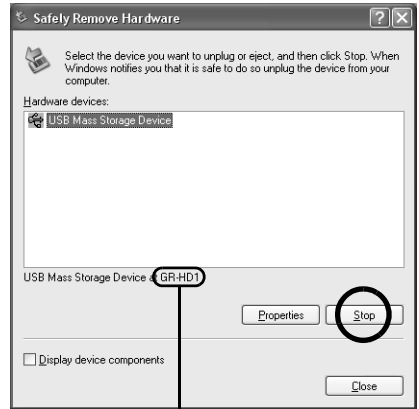 Safely Remove Hardware
Select the device you want to unplug or eject, and then click Stop. When
Windows notifies you that it is safe to do so unplug the device from your
computer.
Hardware devices:
USB Mass Storage Device
USB Mass Storage Device at GR-HD1
Properties
Stop
Display device components
Close